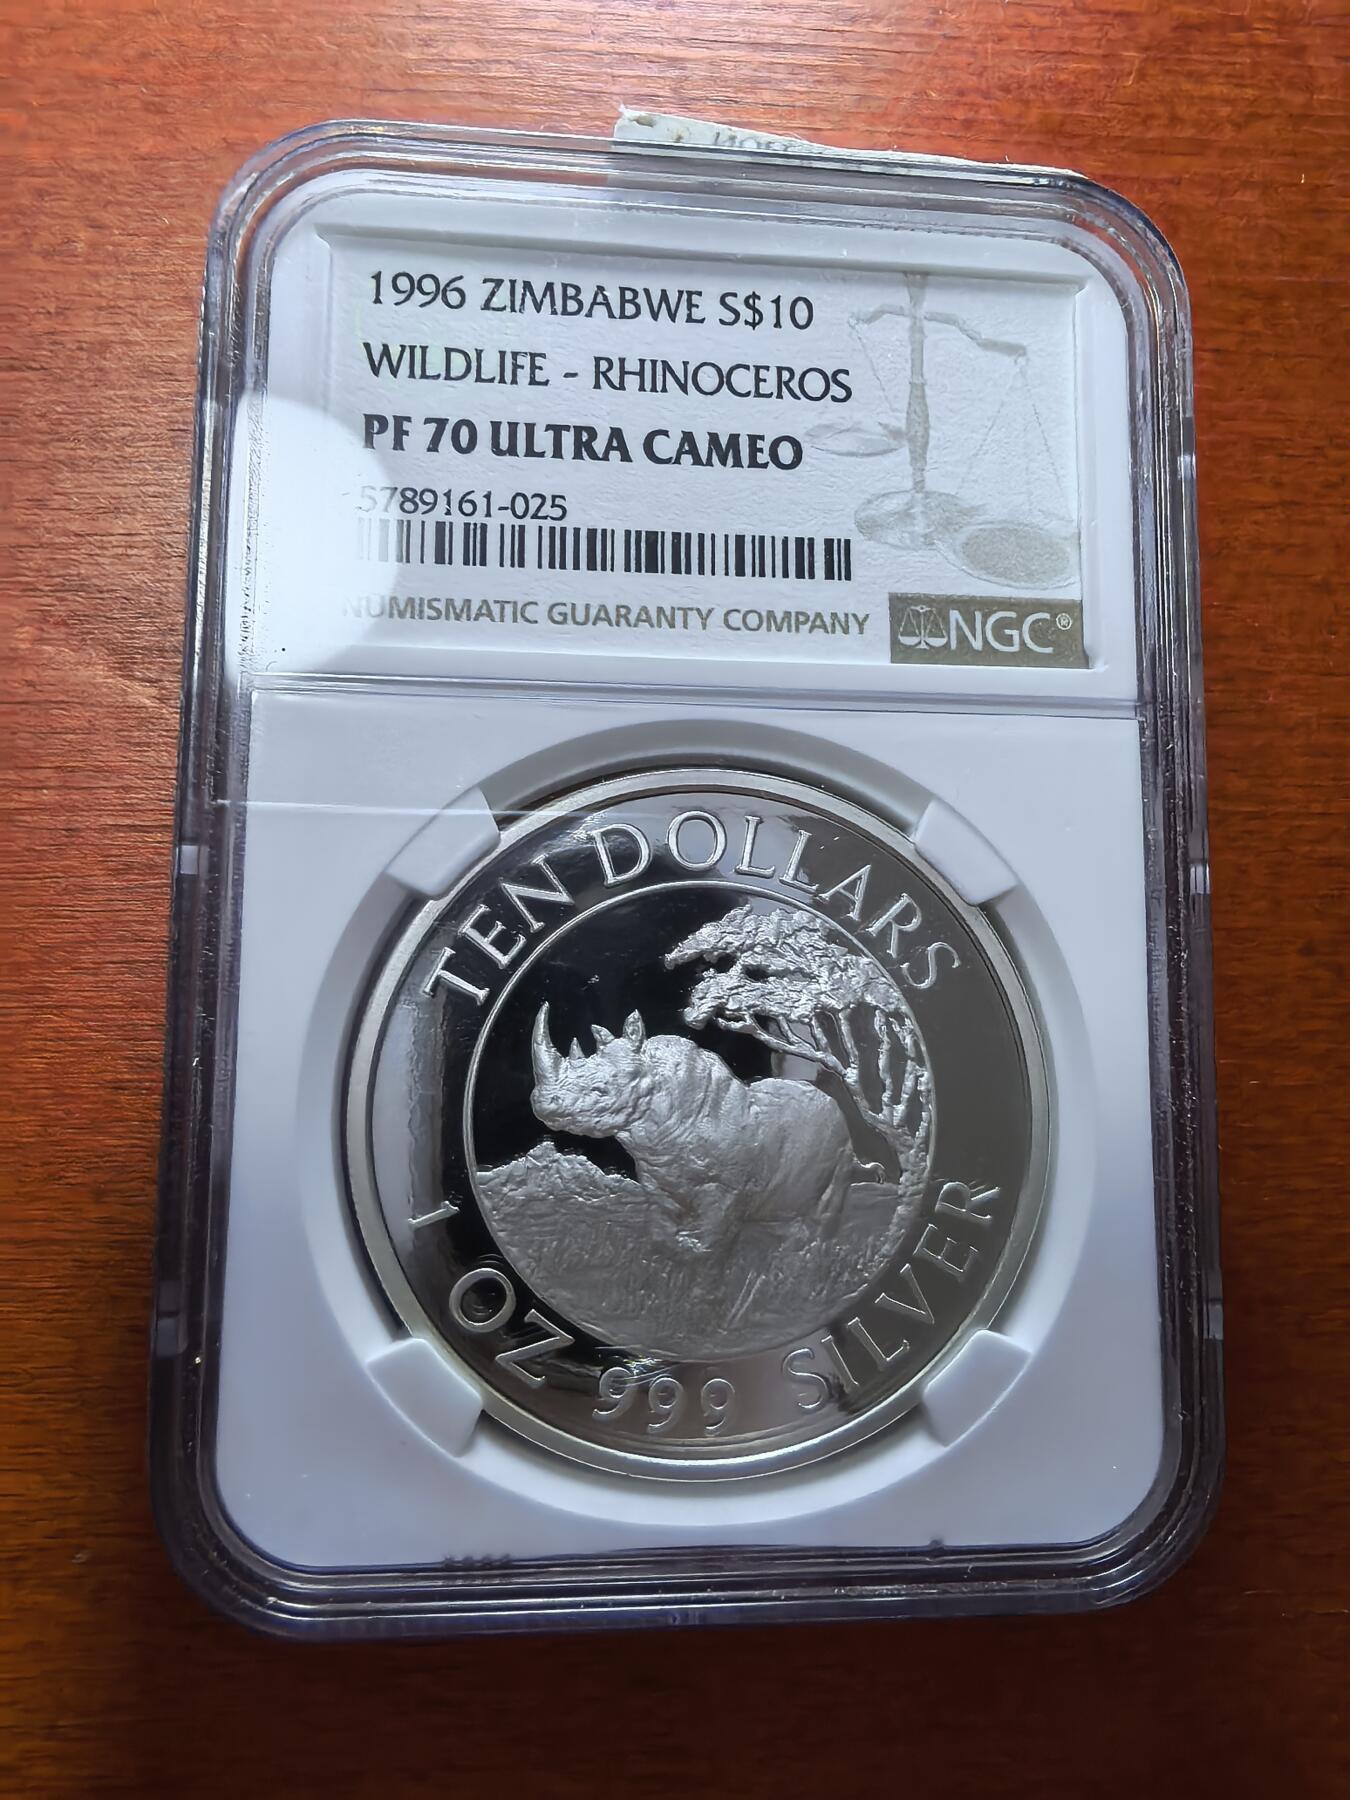 1996 ZIMBABWE S$10
WILDLIFE - RHINOCEROS
PF 70 ULTRA CAMEO
5789161-025
NUMISMATIC GUARANTY COMPANY
NGC®
TEN DOLLARS
1 OZ 999 SILVER